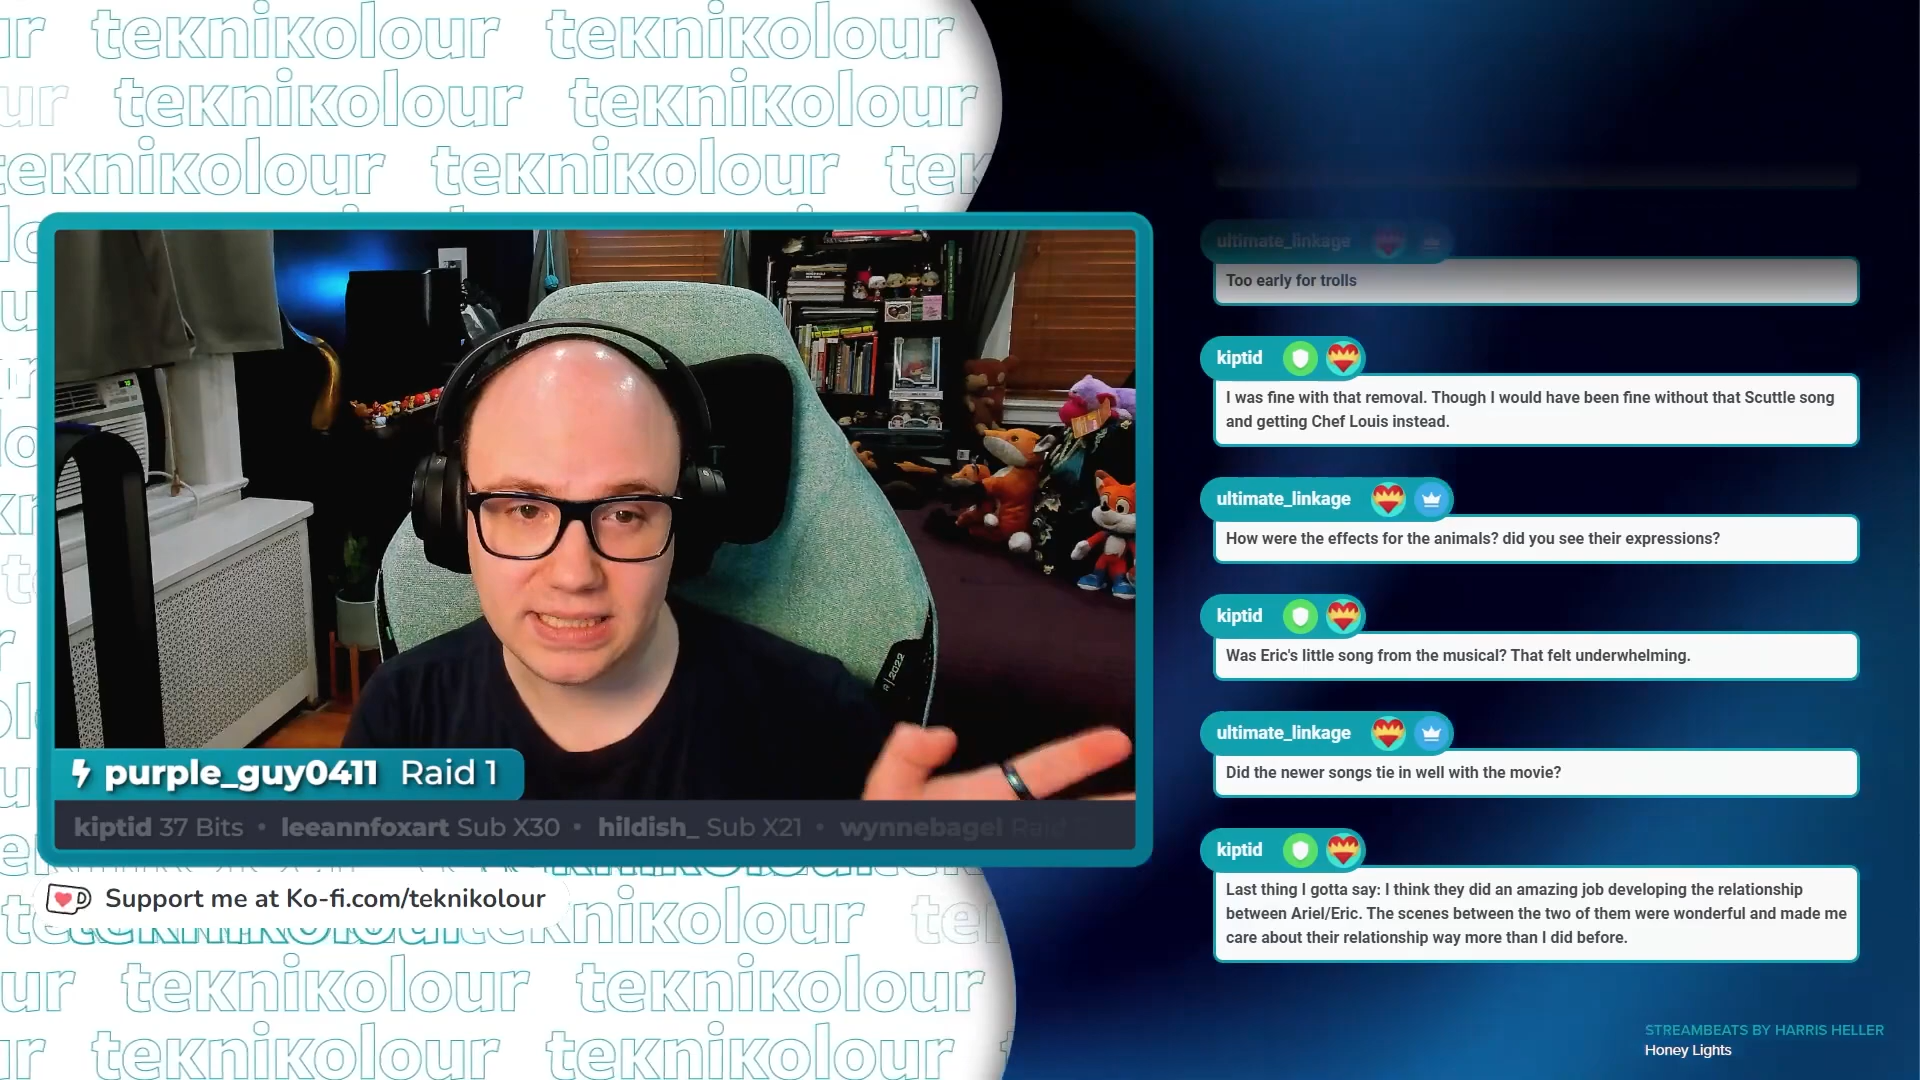 teknikolour teknikolour
teknikolour teknikolour
teknikolour teknikolour
purple_guy0411 Raid 1
kiptid 37 Bits • leeannfoxart Sub X30 • hildish_ Sub X21 • wynnebagel Raid
Support me at Ko-fi.com/teknikolour
teknikolour
teknikolour teknikolour
teknikolour teknikolour
R/2022
ultimate_linkage
Too early for trolls
kiptid
I was fine with that removal. Though I would have been fine without that Scuttle song
and getting Chef Louis instead.
ultimate_linkage
How were the effects for the animals? did you see their expressions?
kiptid
Was Eric's little song from the musical? That felt underwhelming.
ultimate_linkage
Did the newer songs tie in well with the movie?
kiptid
Last thing I gotta say: I think they did an amazing job developing the relationship
between Ariel/Eric. The scenes between the two of them were wonderful and made me
care about their relationship way more than I did before.
STREAMBEATS BY HARRIS HELLER
Honey Lights